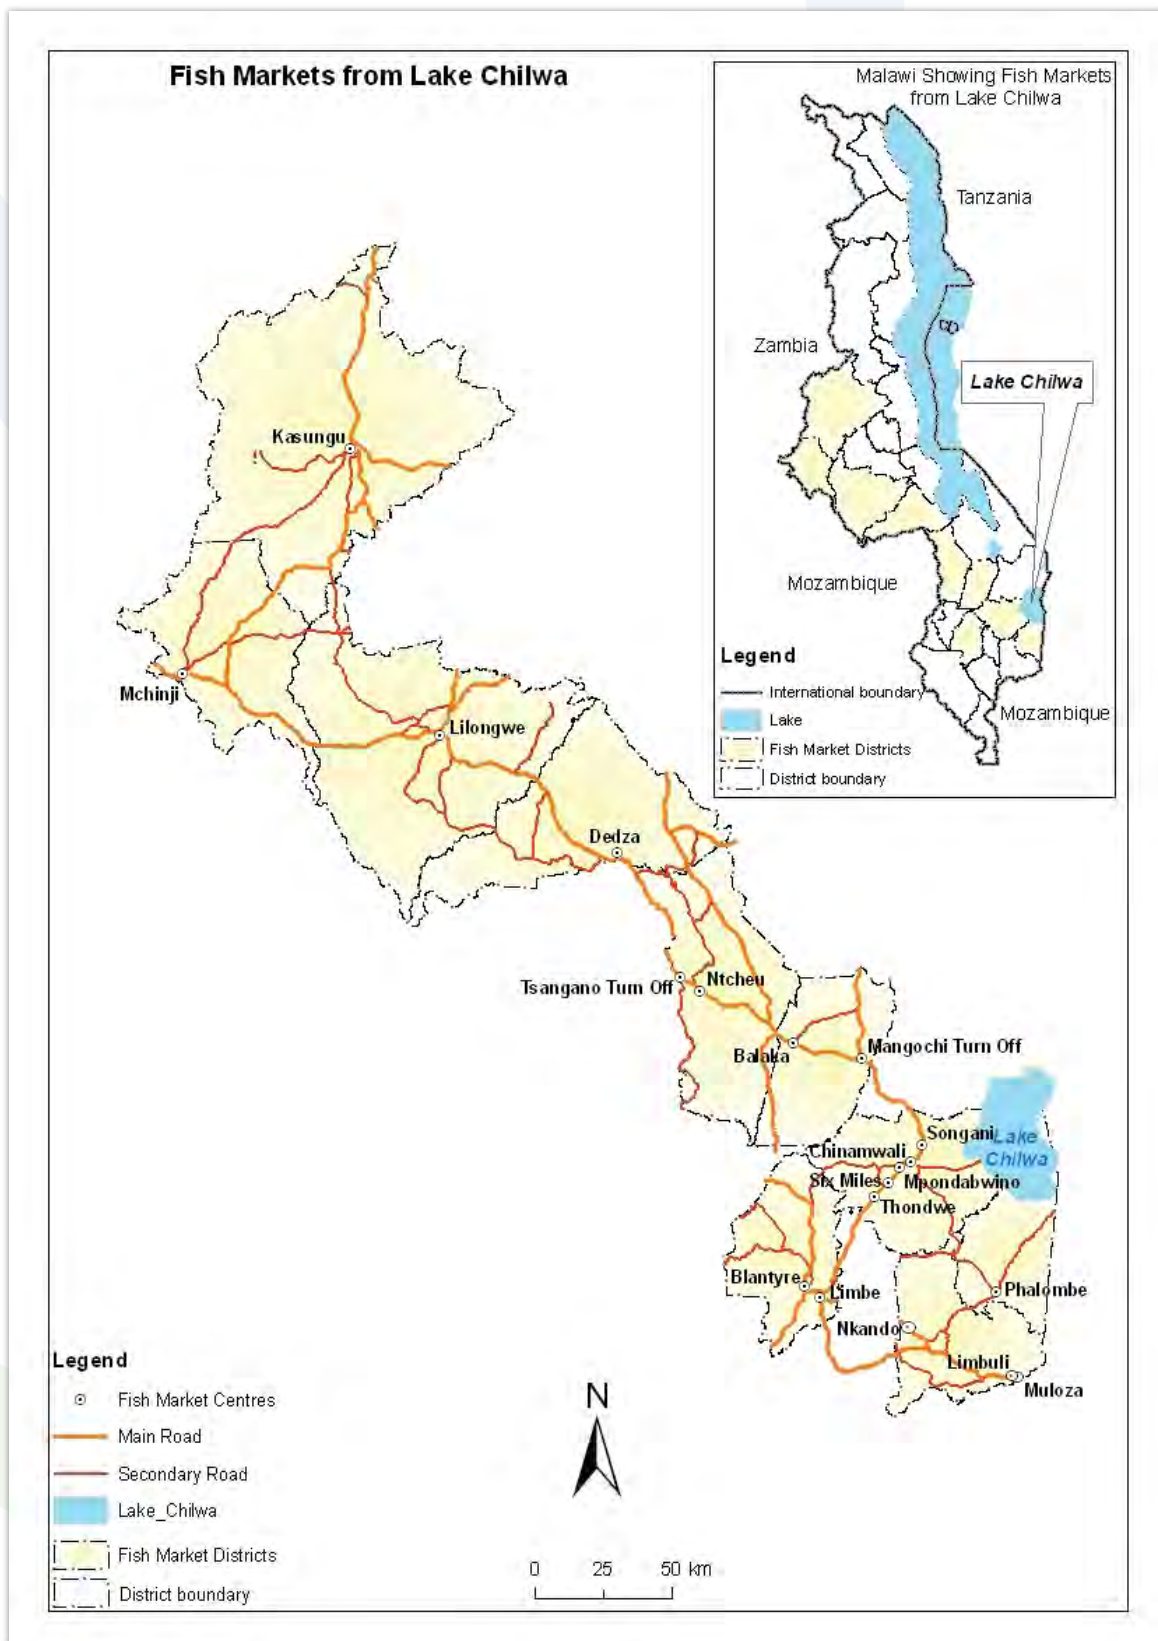 Fish Markets from Lake Chilwa
Malawi Showing Fish Markets
from Lake Chilwa
Tanzania
Zambia
Lake Chilwa
Mozambique
Legend
International boundary
Mozambique
Lake
Fish Market Districts
District boundary
Kasungu
Mchinji
Lilongwe
Dedza
Tsangano Turn Off
Ntcheu
Balaka
Mangochi Turn Off
Songani
Lake
Chilwa
Chinamwali
Six Miles
Mpondabwino
Thondwe
Blantyre
Limbe
Phalombe
Nkando
Limbuli
Muloza
Legend
Fish Market Centres
Main Road
Secondary Road
Lake_Chilwa
Fish Market Districts
District boundary
N
0 25 50 km